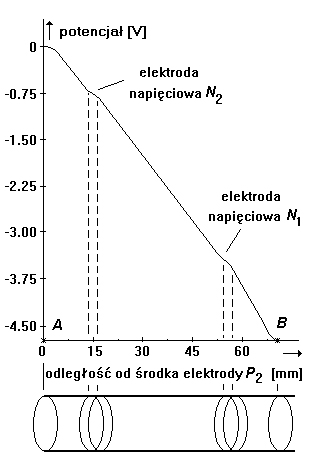 potencjał [V]
0
elektroda
napięciowa N2
-0.75
-1.50
elektroda
napięciowa N1
-2.25
-3.00
-3.75
-4.50
A
B
0 15 30 45 60
odległość od środka elektrody P2 [mm]